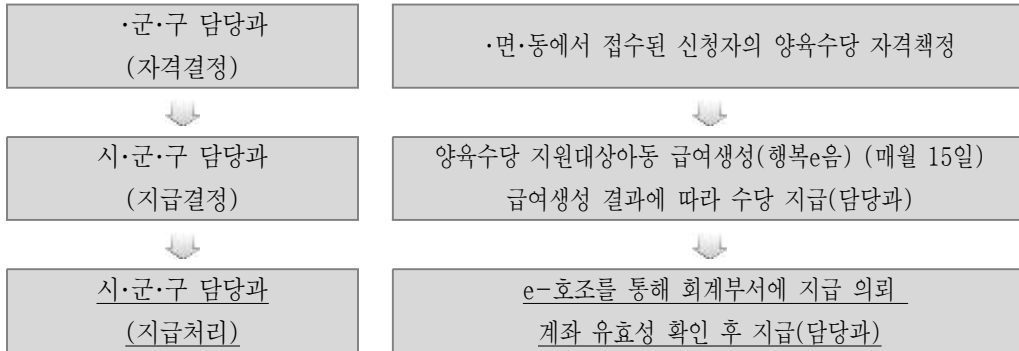 ·군·구 담당과
(자격결정)
·면·동에서 접수된 신청자의 양육수당 자격책정
시·군·구 담당과
(지급결정)
양육수당 지원대상아동 급여생성(행복e음) (매월 15일)
급여생성 결과에 따라 수당 지급(담당과)
시·군·구 담당과
(지급처리)
e-호조를 통해 회계부서에 지급 의뢰
계좌 유효성 확인 후 지급(담당과)